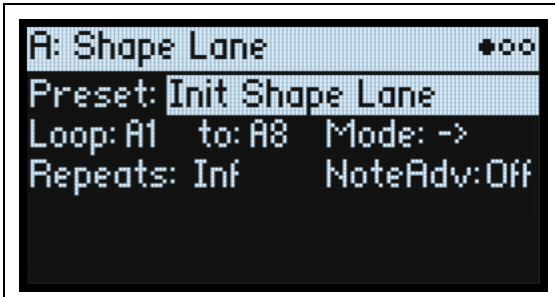 A: Shape Lane
Preset: Init Shape Lane
Loop: A1 to: A8 Mode: ->
Repeats: Inf NoteAdv: Off